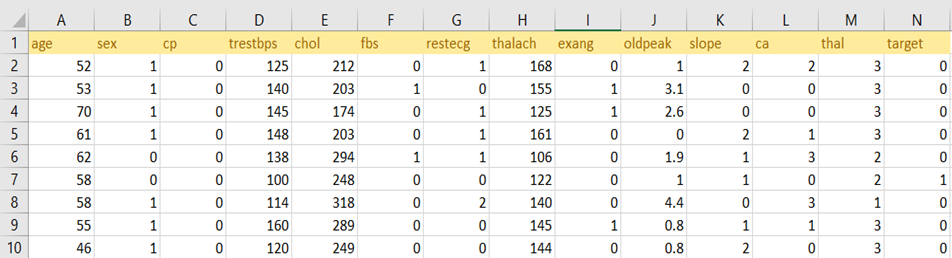 A B C D E F G H I J K L M N
1 age sex cp trestbps chol fbs restecg thalach exang oldpeak slope ca thal target
2 52 1 0 125 212 0 1 168 0 1 2 2 3 0
3 53 1 0 140 203 1 0 155 1 3.1 0 0 3 0
4 70 1 0 145 174 0 1 125 1 2.6 0 0 3 0
5 61 1 0 148 203 0 1 161 0 0 2 1 3 0
6 62 0 0 138 294 1 1 106 0 1.9 1 3 2 0
7 58 0 0 100 248 0 0 122 0 1 1 0 2 1
8 58 1 0 114 318 0 2 140 0 4.4 0 3 1 0
9 55 1 0 160 289 0 0 145 1 0.8 1 1 3 0
10 46 1 0 120 249 0 0 144 0 0.8 2 0 3 0